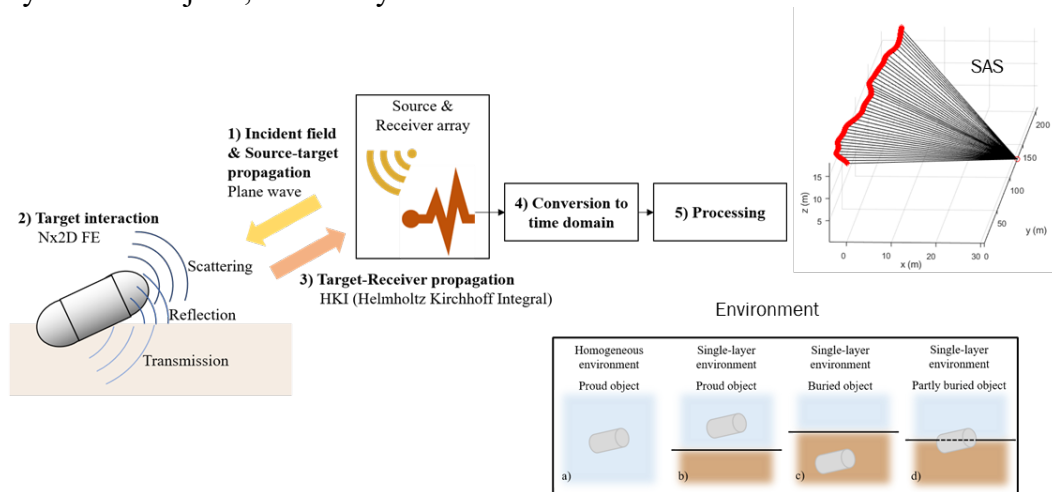 Source &
Receiver array
1) Incident field
& Source-target
propagation
Plane wave
2) Target interaction
Nx2D FE
Scattering
Reflection
Transmission
3) Target-Receiver propagation
HKI (Helmholtz Kirchhoff Integral)
4) Conversion to
time domain
5) Processing
SAS
z (m)
15
10
5
0
10
20
30
x (m)
0
50
100
150
200
y (m)
Environment
Homogeneous
environment
Proud object
a)
Single-layer
environment
Proud object
b)
Single-layer
environment
Buried object
c)
Single-layer
environment
Partly buried object
d)